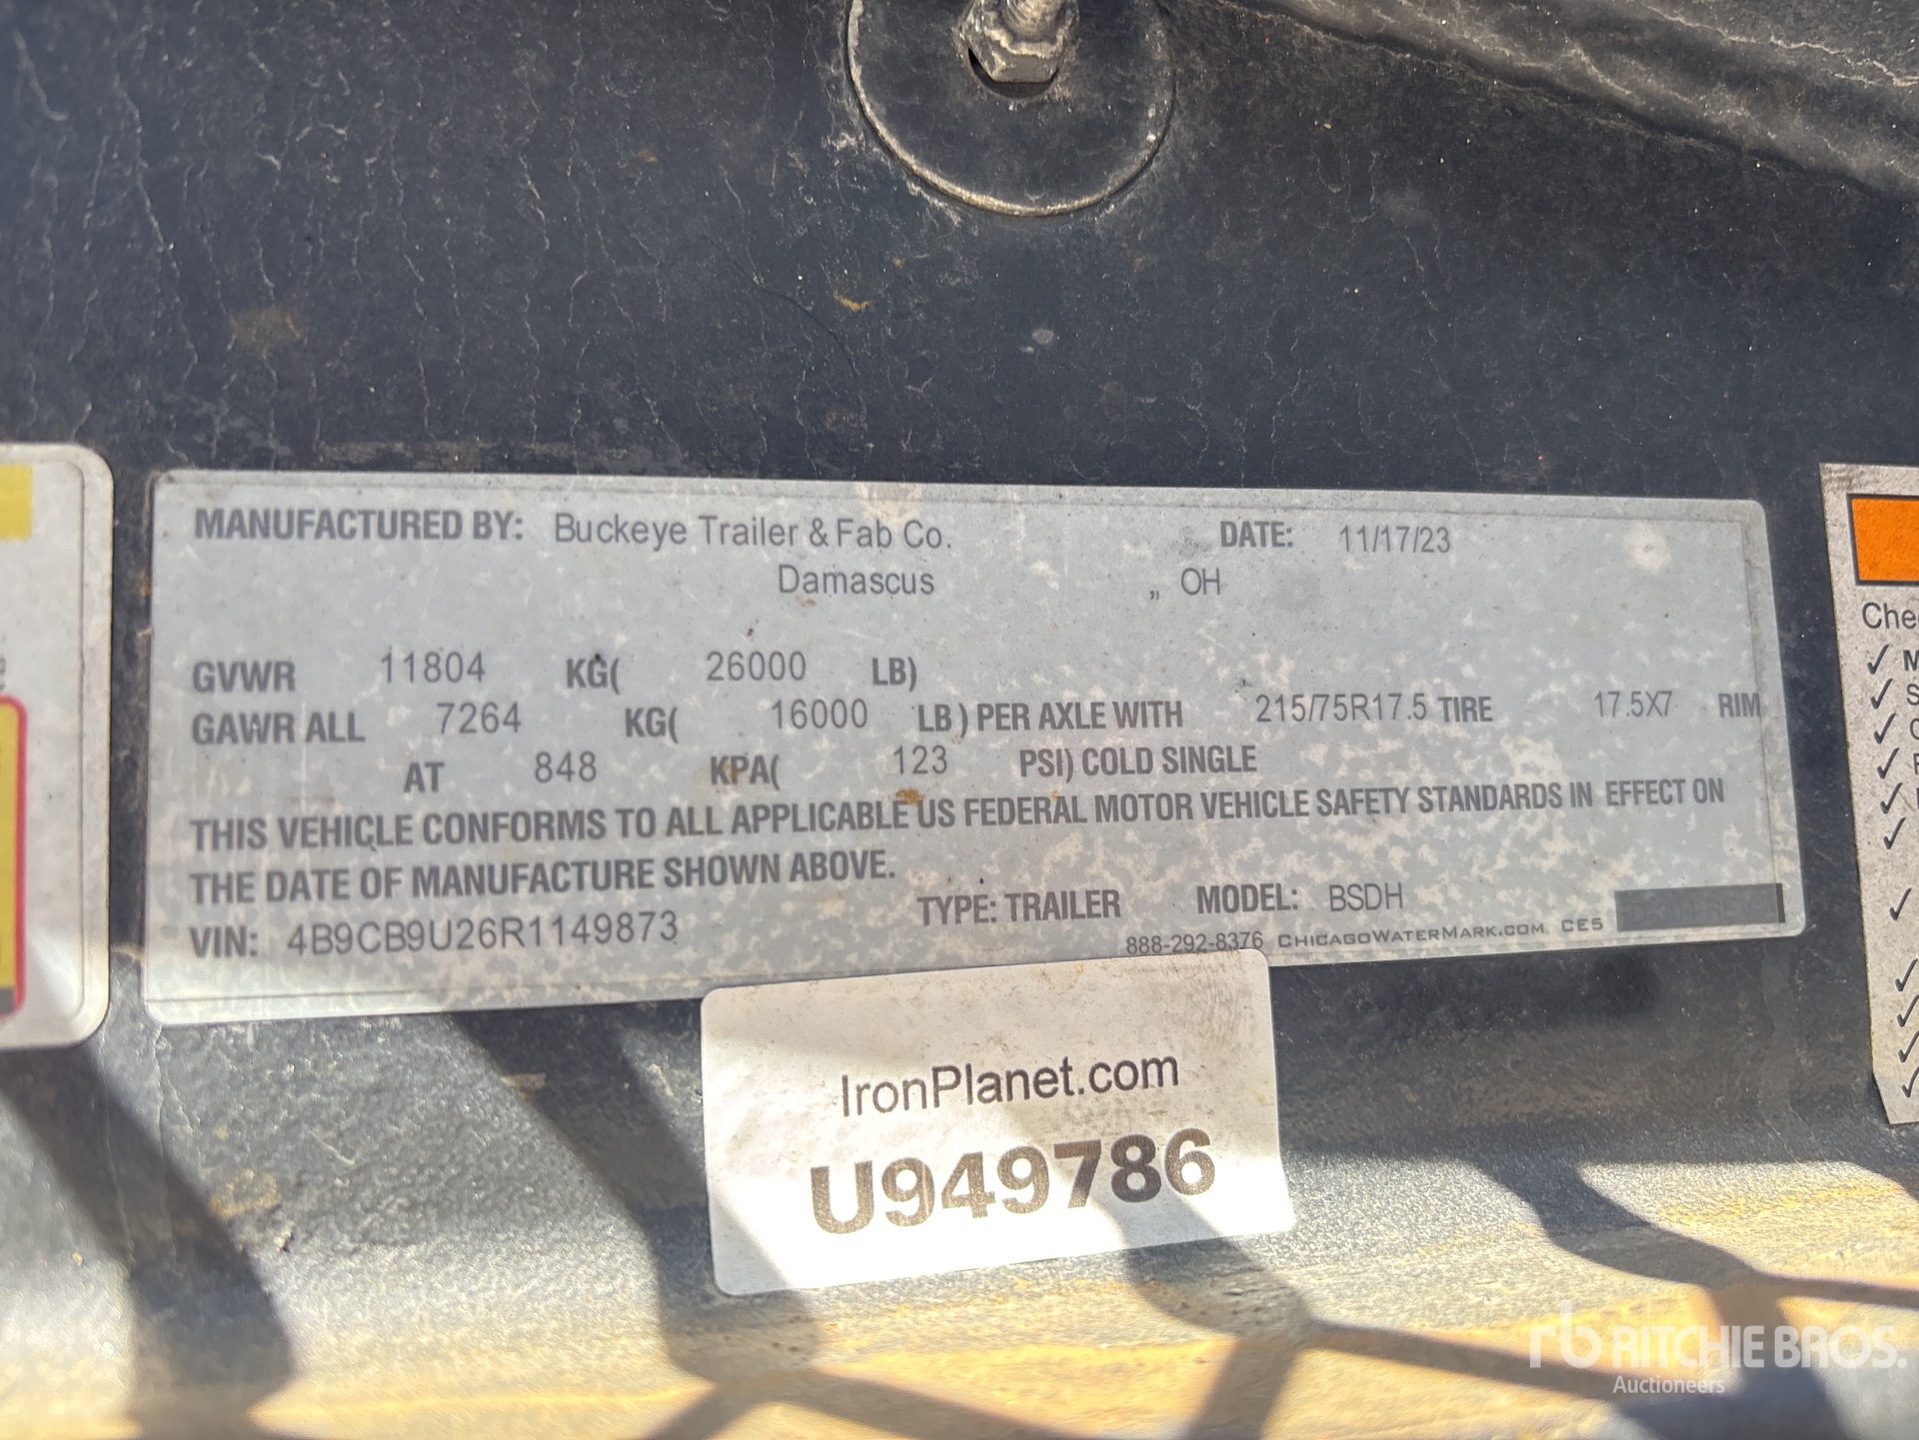 MANUFACTURED BY: Buckeye Trailer & Fab Co. DATE: 11/17/23
Damascus ,, OH
GVWR 11804 KG( 26000 LB)
GAWR ALL 7264 KG( 16000 LB) PER AXLE WITH 215/75R17.5 TIRE 17.5X7 RIM
AT 848 KPA( 123 PSI) COLD SINGLE
THIS VEHICLE CONFORMS TO ALL APPLICABLE US FEDERAL MOTOR VEHICLE SAFETY STANDARDS IN EFFECT ON
THE DATE OF MANUFACTURE SHOWN ABOVE.
VIN: 4B9CB9U26R1149873 TYPE: TRAILER MODEL: BSDH
888-292-8376 CHICAGOWATERMARK.COM CES
IronPlanet.com
U949786
Che
✓ M
✓ S
rb RITCHIE BROS.
Auctioneers